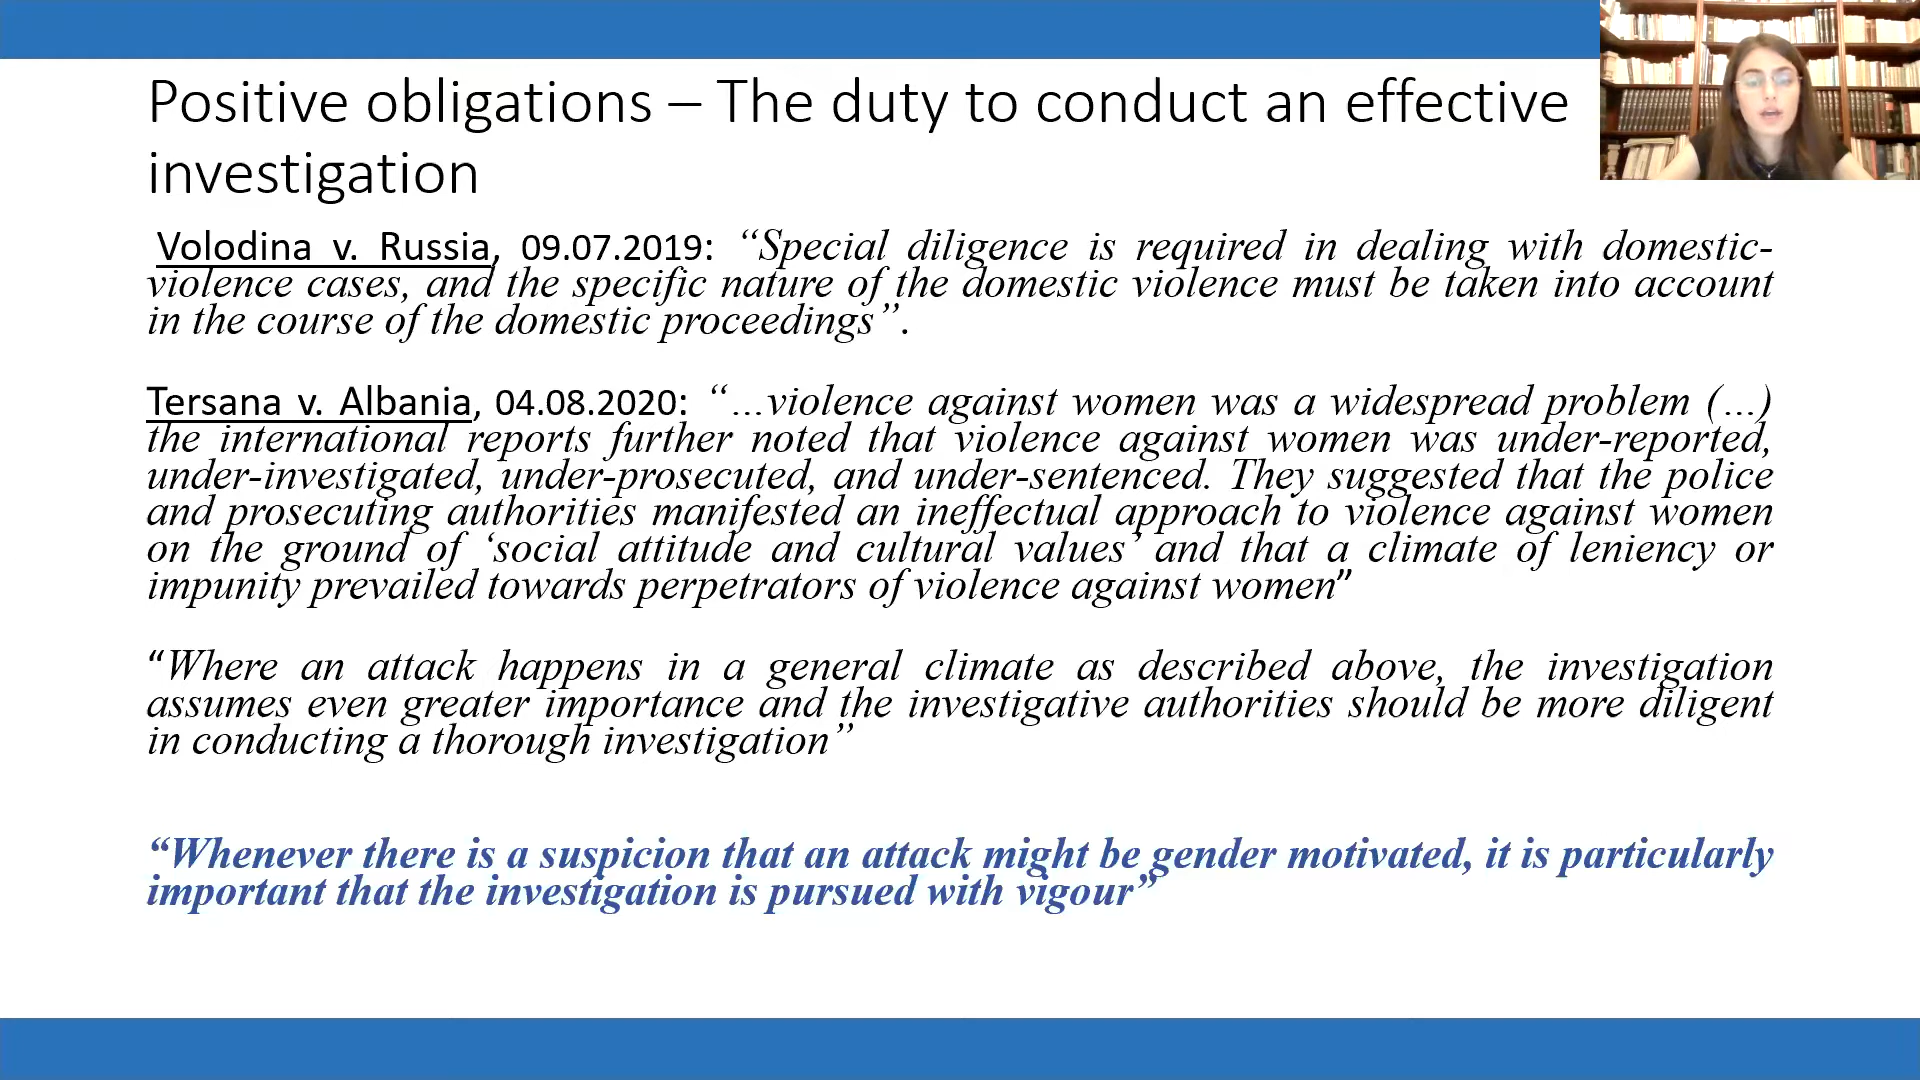 Positive obligations – The duty to conduct an effective
investigation
Volodina v. Russia, 09.07.2019: “Special diligence is required in dealing with domestic-
violence cases, and the specific nature of the domestic violence must be taken into account
in the course of the domestic proceedings”.
Tersana v. Albania, 04.08.2020: “…violence against women was a widespread problem (…)
the international reports further noted that violence against women was under-reported,
under-investigated, under-prosecuted, and under-sentenced. They suggested that the police
and prosecuting authorities manifested an ineffectual approach to violence against women
on the ground of ‘social attitude and cultural values’ and that a climate of leniency or
impunity prevailed towards perpetrators of violence against women”
“Where an attack happens in a general climate as described above, the investigation
assumes even greater importance and the investigative authorities should be more diligent
in conducting a thorough investigation”
“Whenever there is a suspicion that an attack might be gender motivated, it is particularly
important that the investigation is pursued with vigour”